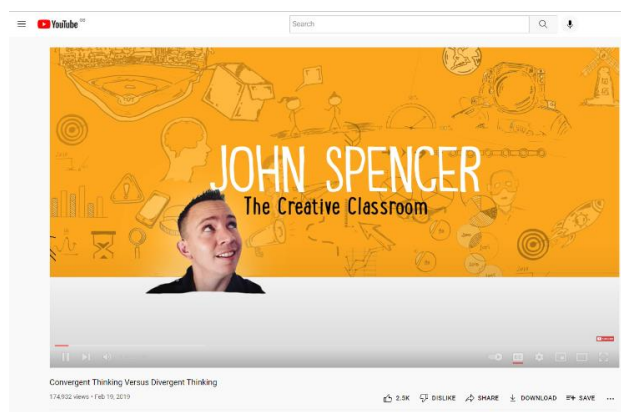 YouTube
Search
JOHN SPENCER
The Creative Classroom
Convergent Thinking Versus Divergent Thinking
174,932 views • Feb 19, 2019
2.5K DISLIKE SHARE DOWNLOAD SAVE ...